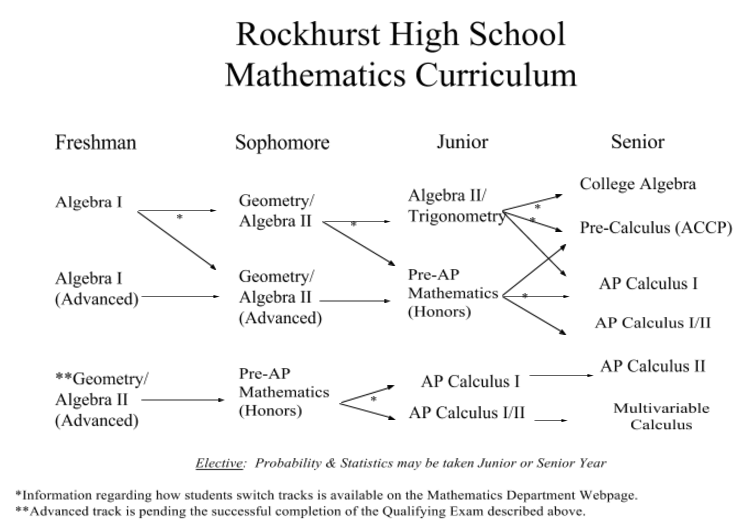 Rockhurst High School
Mathematics Curriculum
Freshman
Sophomore
Junior
Senior
Algebra I
*
Geometry/
Algebra II
*
Algebra II/
Trigonometry
*
*
College Algebra
Pre-Calculus (ACCP)
Algebra I
(Advanced)
Geometry/
Algebra II
(Advanced)
Pre-AP
Mathematics
(Honors)
*
AP Calculus I
AP Calculus I/II
**Geometry/
Algebra II
(Advanced)
Pre-AP
Mathematics
(Honors)
*
AP Calculus I
AP Calculus I/II
AP Calculus II
Multivariable
Calculus
Elective: Probability & Statistics may be taken Junior or Senior Year
*Information regarding how students switch tracks is available on the Mathematics Department Webpage.
**Advanced track is pending the successful completion of the Qualifying Exam described above.